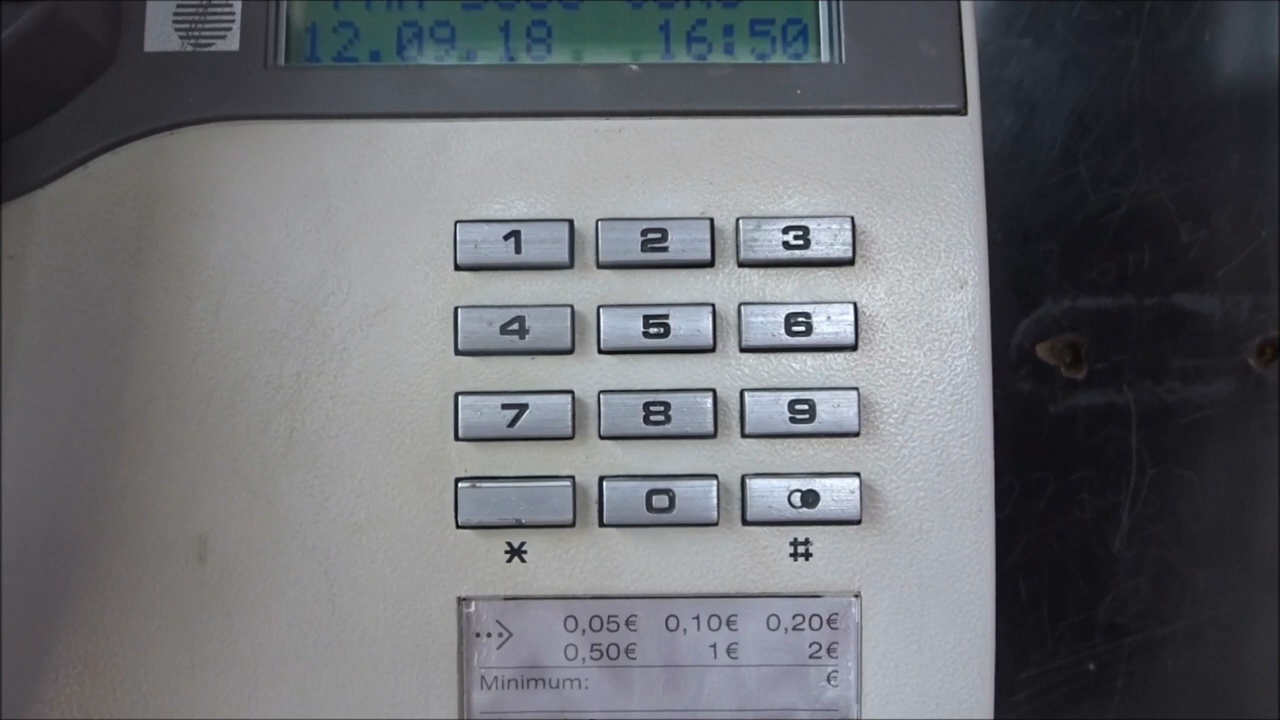 12.09.18 16:50
1 2 3
4 5 6
7 8 9
0
* #
0,05€ 0,10€ 0,20€
0,50€ 1€ 2€
Minimum: €